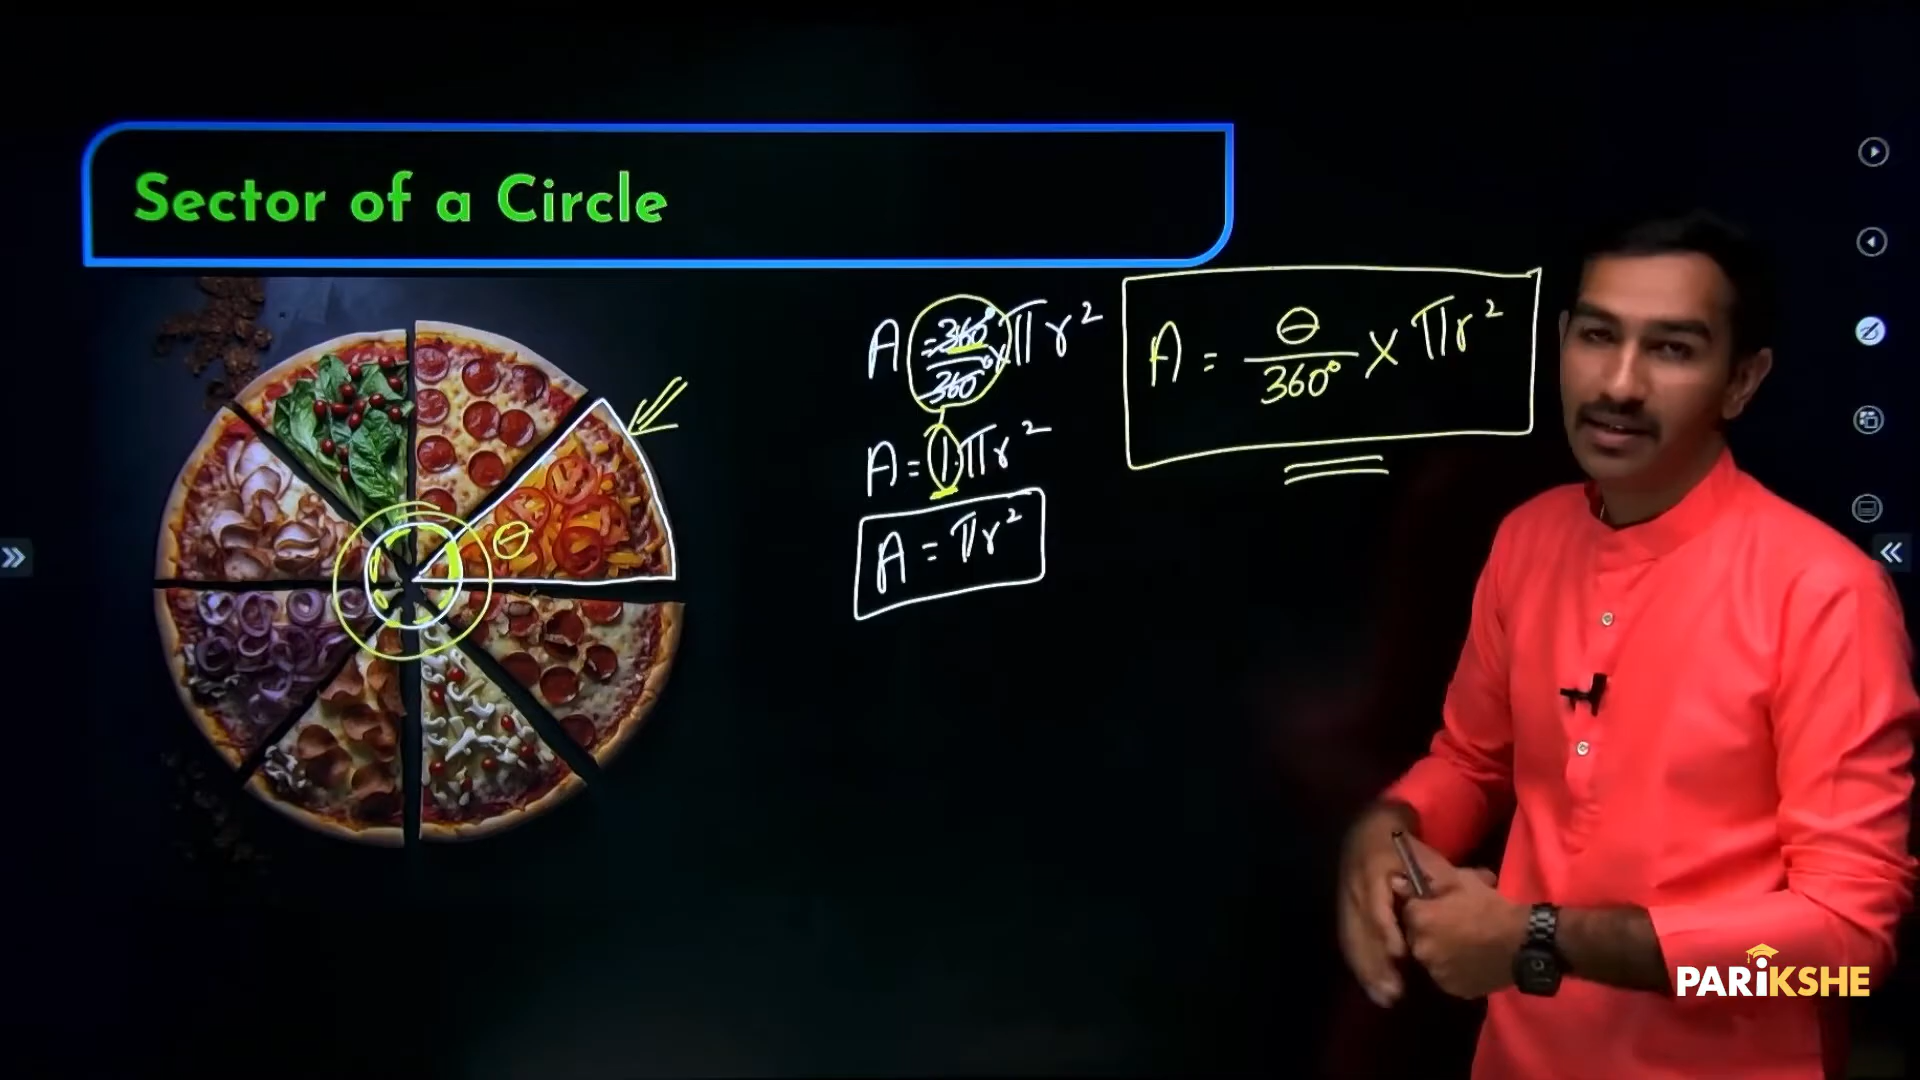 Sector of a Circle
A = 360°/360° × πr²
A = 1·πr²
A = πr²
A = θ/360° × πr²
θ
PARiKSHE